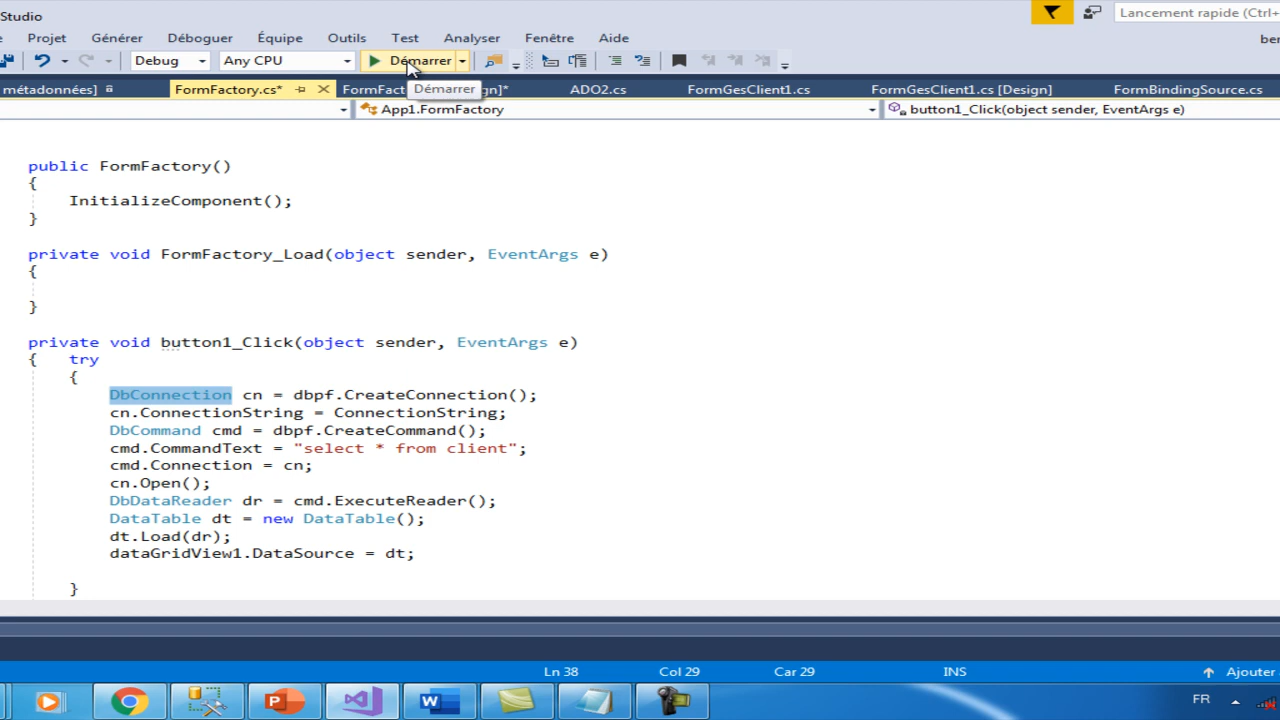 Studio
Lancement rapide (Ctrl+
Projet Générer Déboguer Équipe Outils Test Analyser Fenêtre Aide
ber
Debug Any CPU Démarrer
métadonnées] FormFactory.cs* FormFact gn]* ADO2.cs FormGesClient1.cs FormGesClient1.cs [Design] FormBindingSource.cs
Démarrer
App1.FormFactory button1_Click(object sender, EventArgs e)
public FormFactory()
{
InitializeComponent();
}
private void FormFactory_Load(object sender, EventArgs e)
{
}
private void button1_Click(object sender, EventArgs e)
{ try
{
DbConnection cn = dbpf.CreateConnection();
cn.ConnectionString = ConnectionString;
DbCommand cmd = dbpf.CreateCommand();
cmd.CommandText = "select * from client";
cmd.Connection = cn;
cn.Open();
DbDataReader dr = cmd.ExecuteReader();
DataTable dt = new DataTable();
dt.Load(dr);
dataGridView1.DataSource = dt;
}
Ln 38 Col 29 Car 29 INS Ajouter
FR